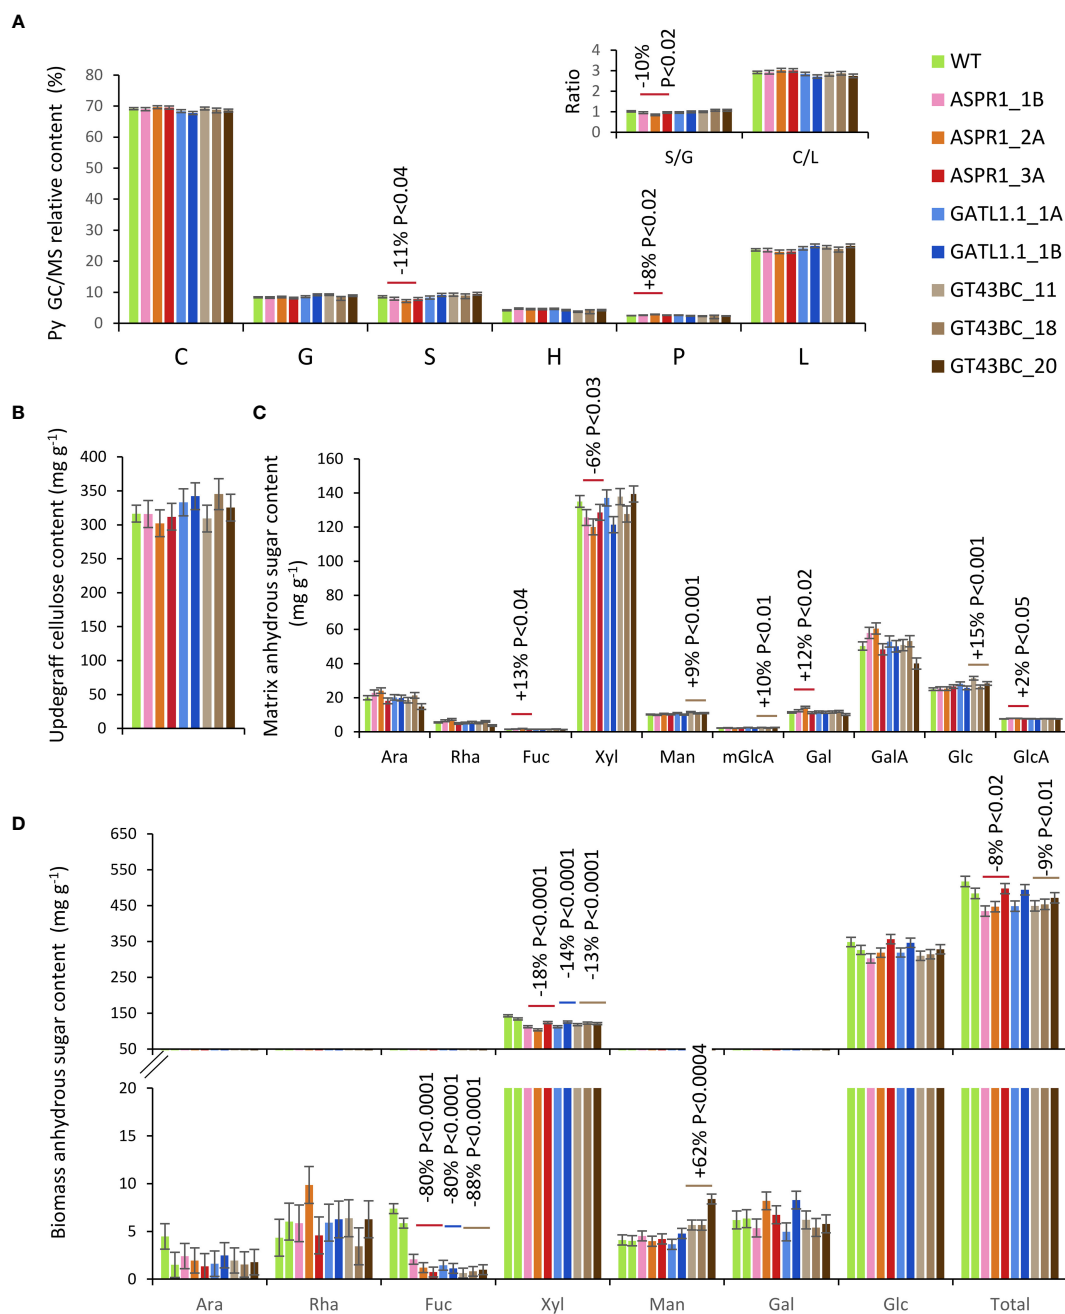 A
Py GC/MS relative content (%)
80
70
60
50
40
30
20
10
0
-11% P<0.04
+8% P<0.02
C
G
S
H
P
L
Ratio
4
3
2
1
0
-10%
P<0.02
S/G
C/L
WT
ASPR1_1B
ASPR1_2A
ASPR1_3A
GATL1.1_1A
GATL1.1_1B
GT43BC_11
GT43BC_18
GT43BC_20
B
Updegraff cellulose content (mg g⁻¹)
400
350
300
250
200
150
100
50
0
C
Matrix anhydrous sugar content
(mg g⁻¹)
160
140
120
100
80
60
40
20
0
+13% P<0.04
-6% P<0.03
+9% P<0.001
+10% P<0.01
+12% P<0.02
+15% P<0.001
+2% P<0.05
Ara
Rha
Fuc
Xyl
Man
mGlcA
Gal
GalA
Glc
GlcA
D
Biomass anhydrous sugar content (mg g⁻¹)
650
550
450
350
250
150
50
-18% P<0.0001
-14% P<0.0001
-13% P<0.0001
-8% P<0.02
-9% P<0.01
20
15
10
5
0
-80% P<0.0001
-80% P<0.0001
-88% P<0.0001
+62% P<0.0004
Ara
Rha
Fuc
Xyl
Man
Gal
Glc
Total